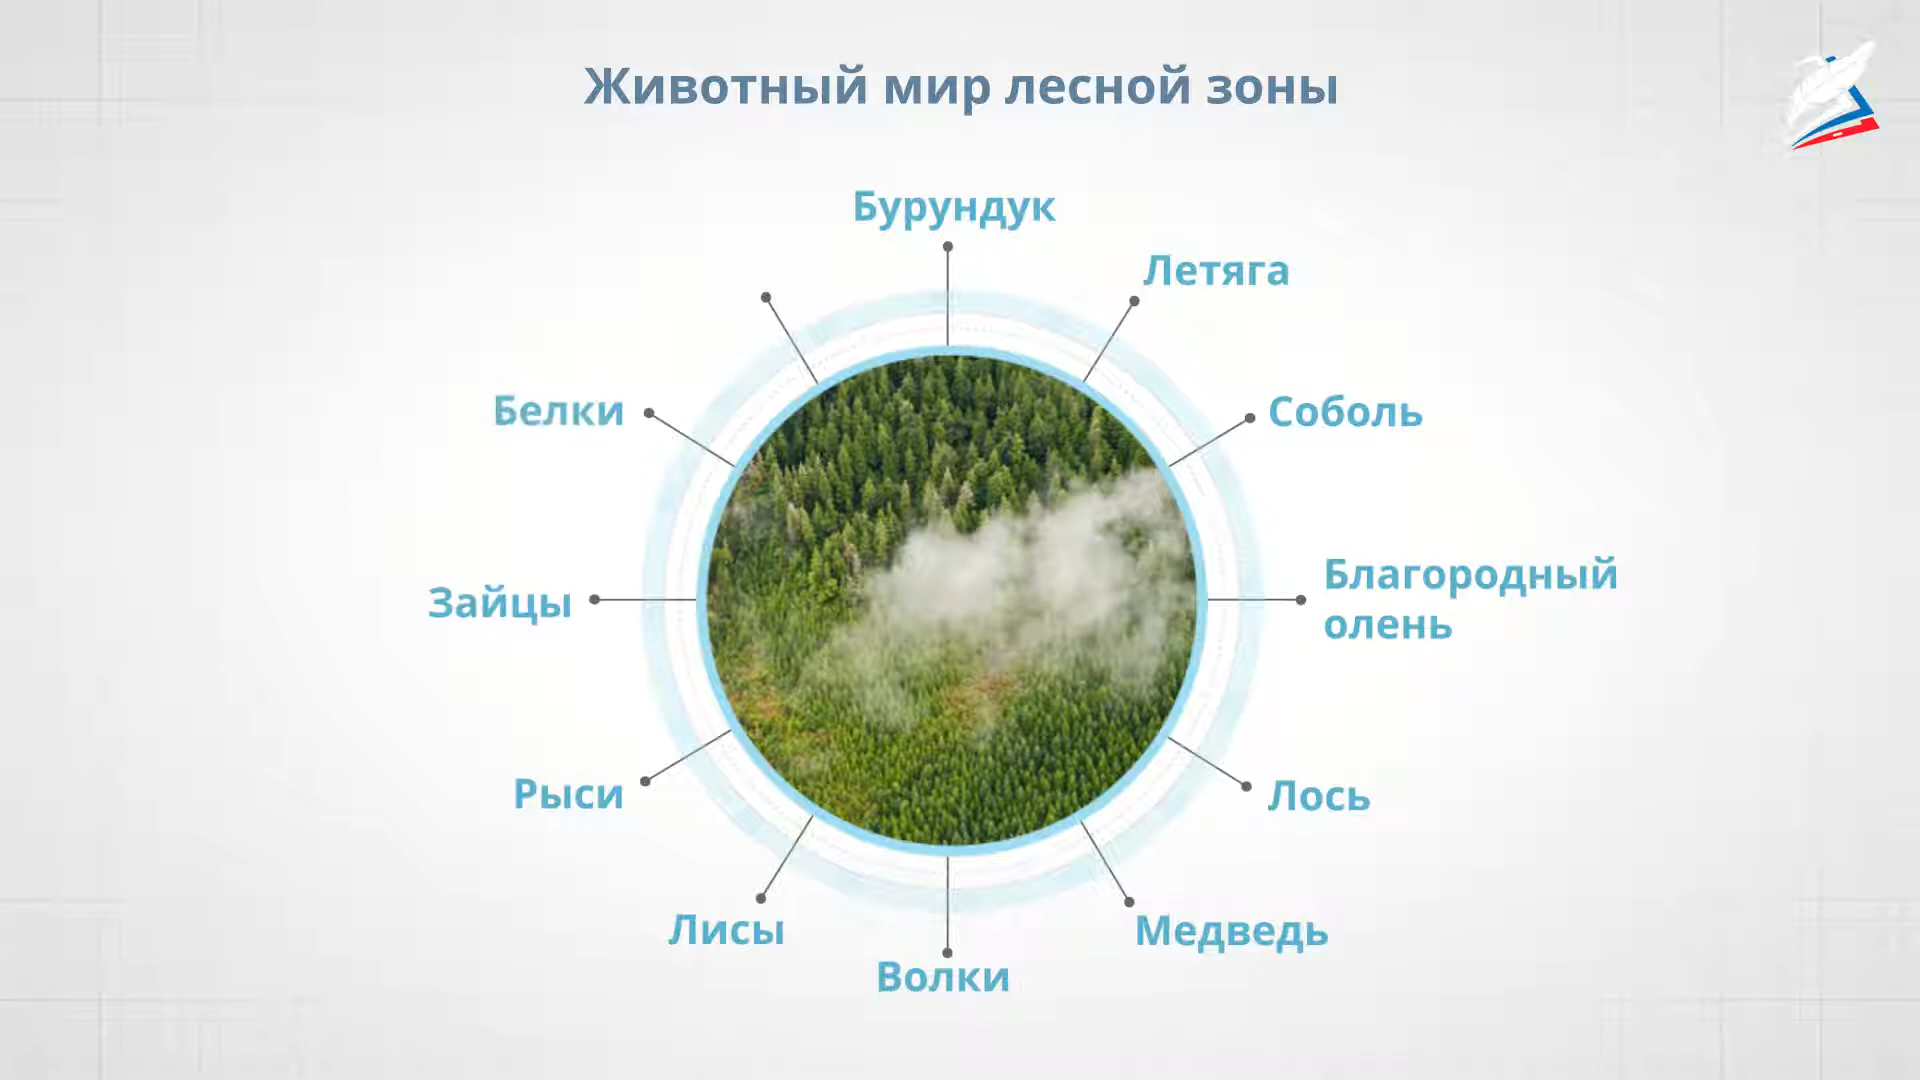 Животный мир лесной зоны
Бурундук
Летяга
Соболь
Благородный
олень
Лось
Медведь
Волки
Лисы
Рыси
Зайцы
Белки